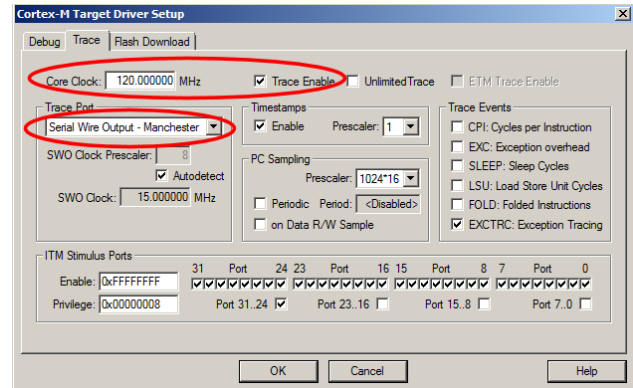 Cortex-M Target Driver Setup
Debug Trace Flash Download
Core Clock: 120.000000 MHz Trace Enable Unlimited Trace ETM Trace Enable
Trace Port Timestamps Trace Events
Serial Wire Output - Manchester Enable Prescaler: 1 CPI: Cycles per Instruction
EXC: Exception overhead
SWO Clock Prescaler: 8 PC Sampling SLEEP: Sleep Cycles
Autodetect Prescaler: 1024*16 LSU: Load Store Unit Cycles
SWO Clock: 15.000000 MHz Periodic Period: <Disabled> FOLD: Folded Instructions
on Data R/W Sample EXCTRC: Exception Tracing
ITM Stimulus Ports
31 Port 24 23 Port 16 15 Port 8 7 Port 0
Enable: 0xFFFFFFFF
Privilege: 0x00000008 Port 31..24 Port 23..16 Port 15..8 Port 7..0
OK Cancel Help